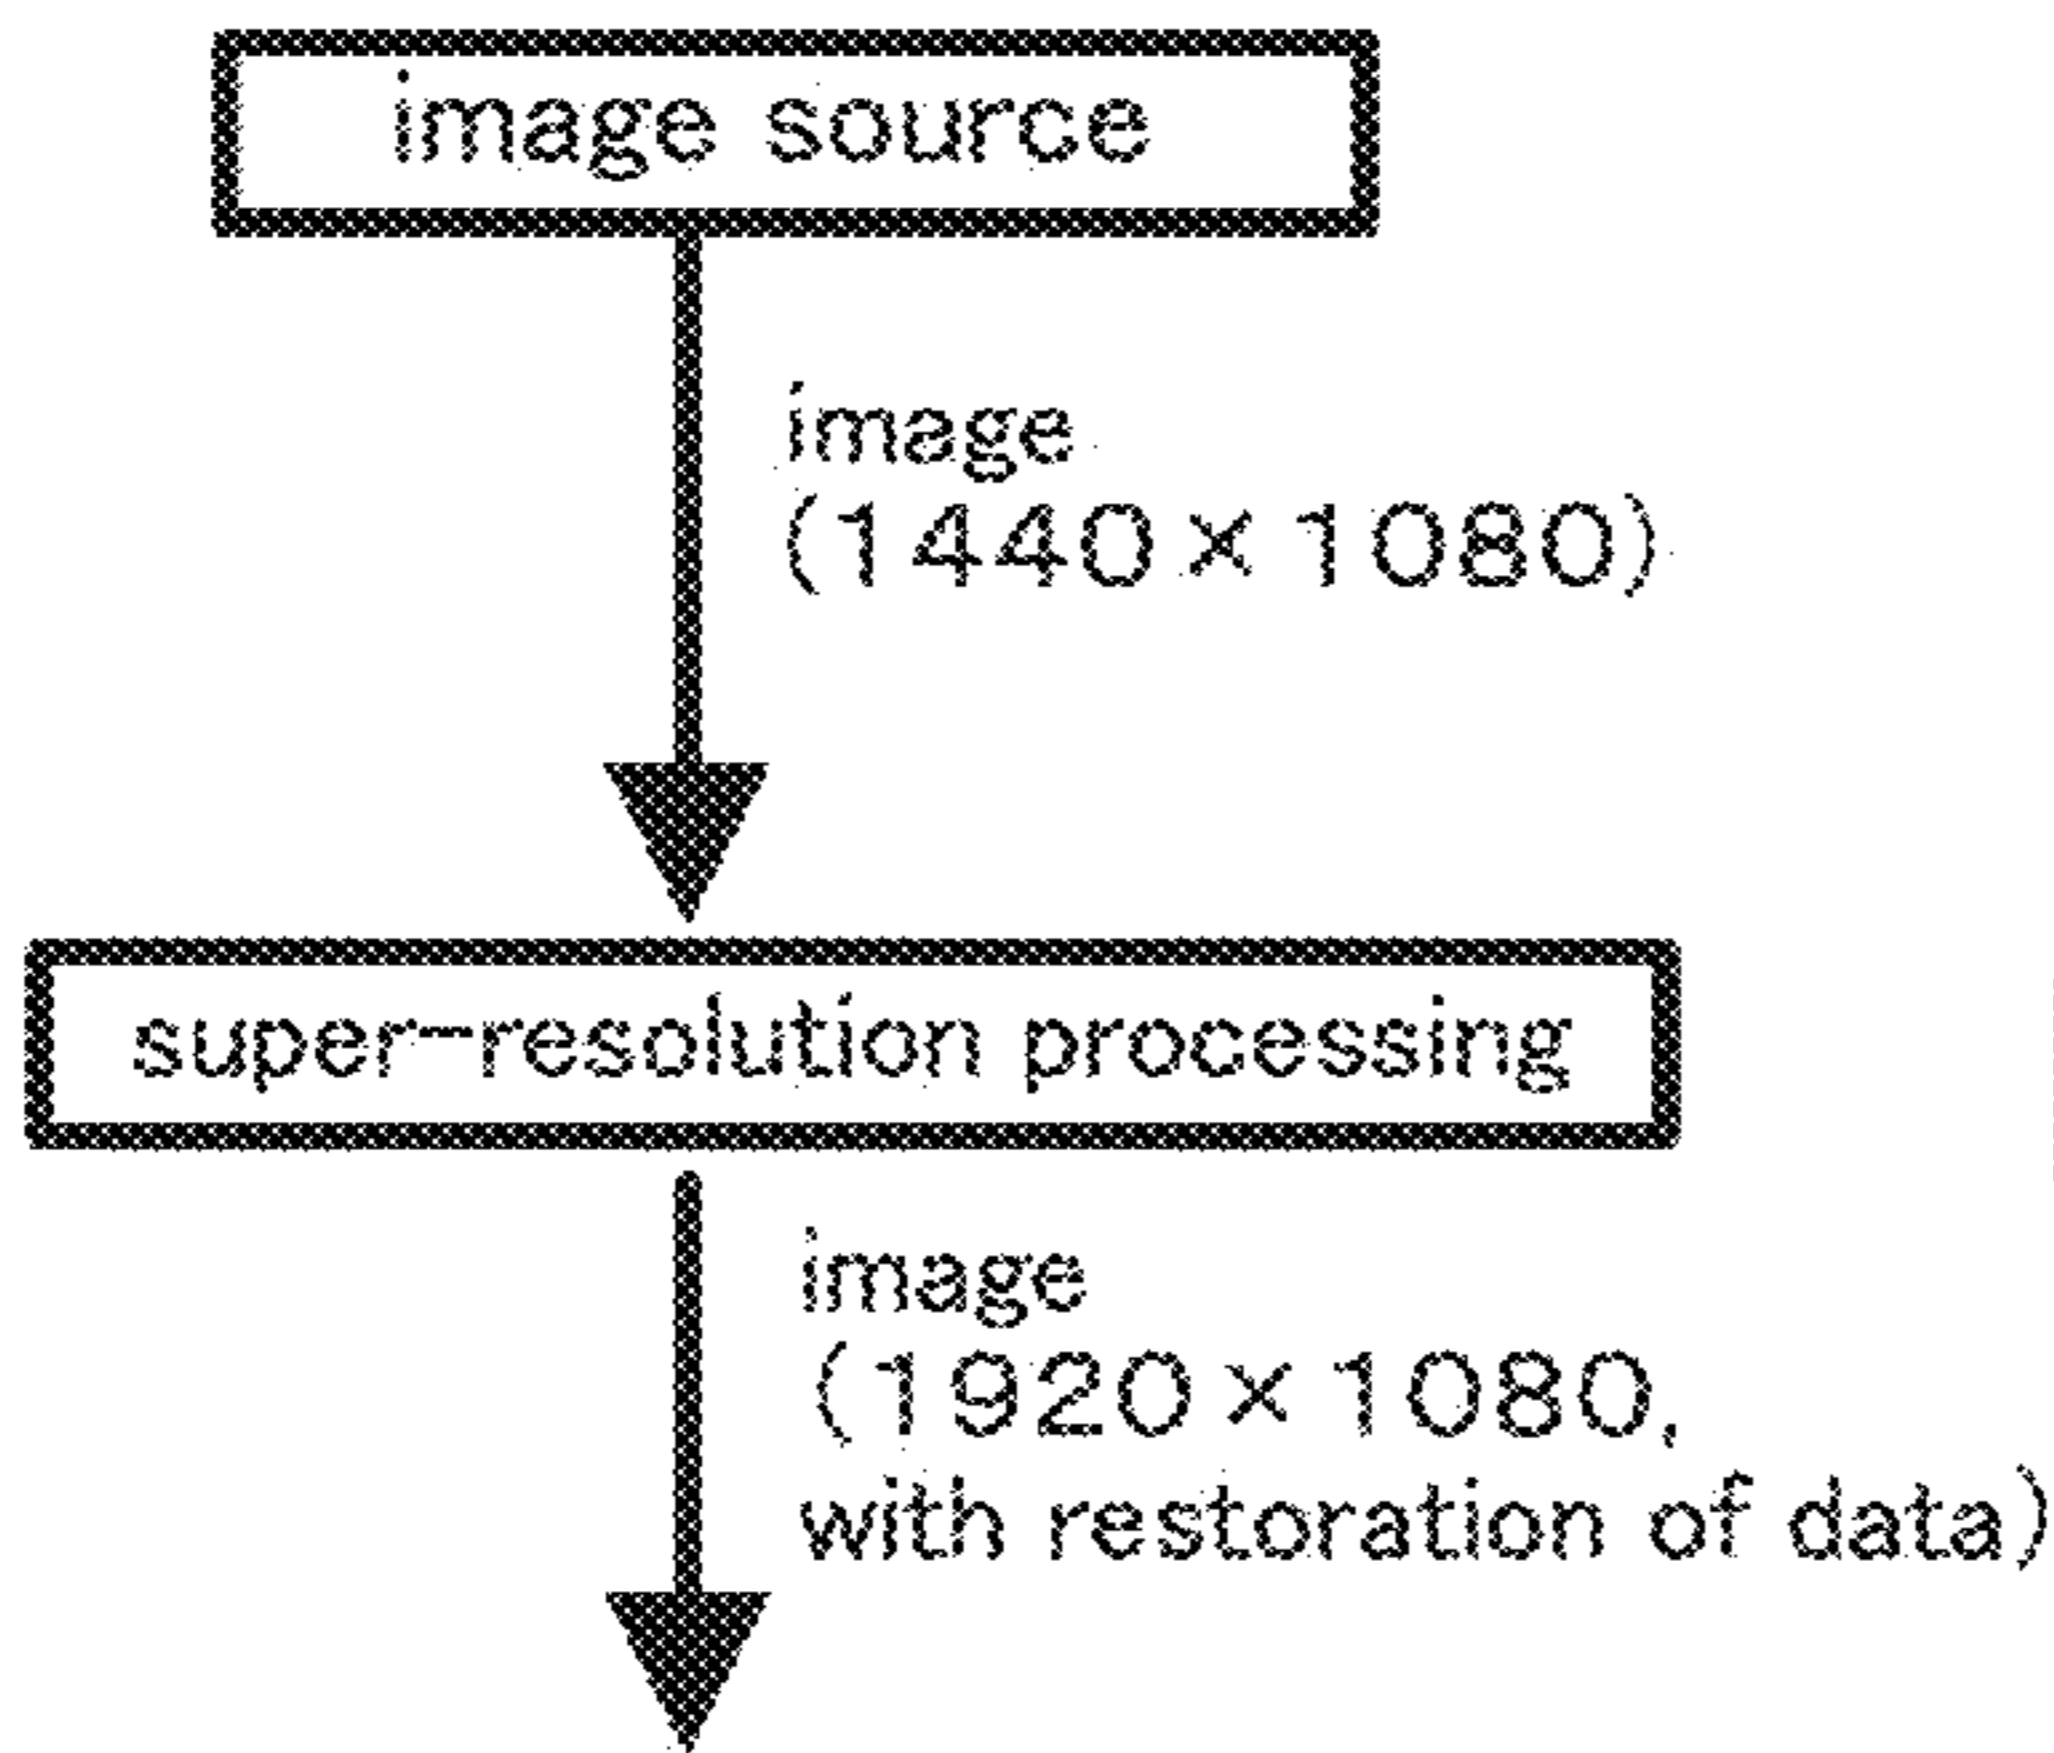 image source
image
(1440×1080)
super-resolution processing
image
(1920×1080,
with restoration of data)